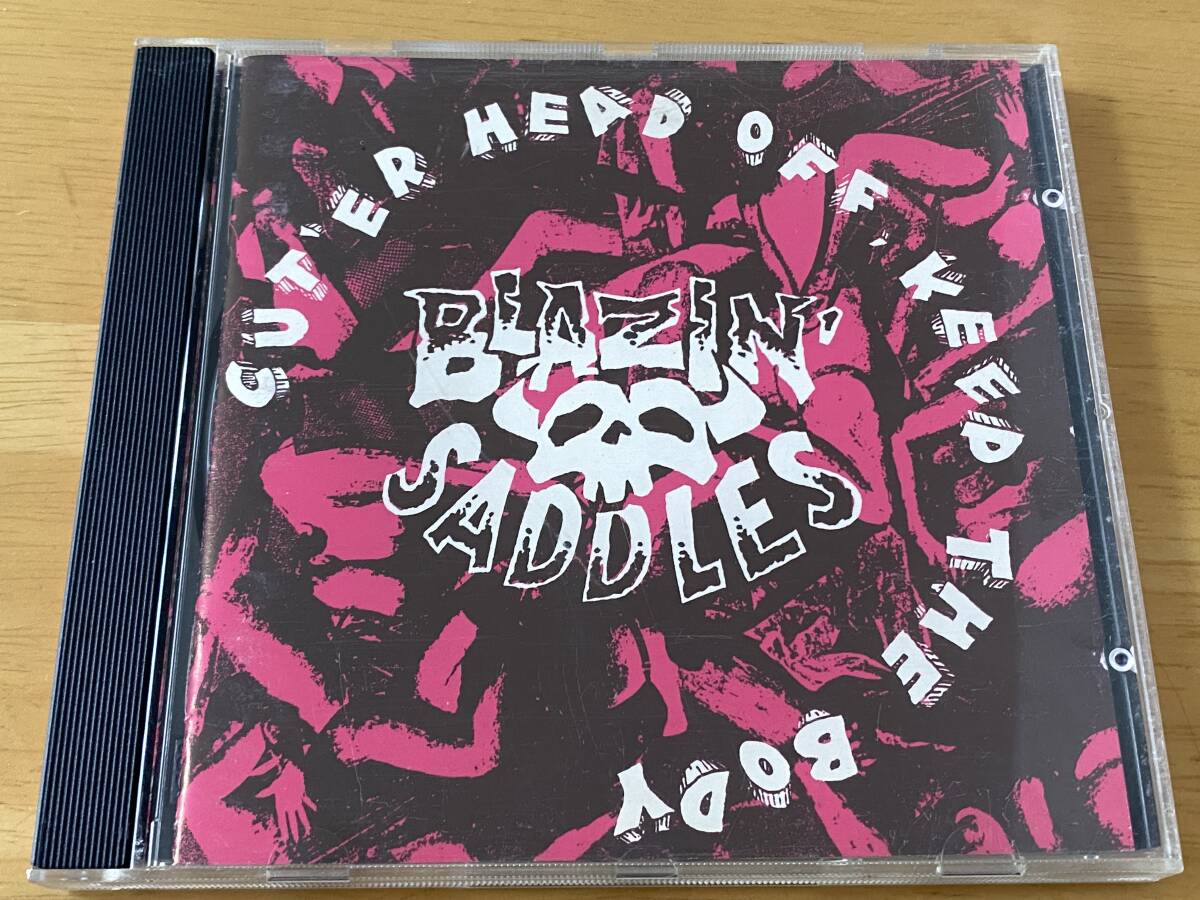 CUT'ER HEAD OFF, KEEP THE BODY
BLAZIN'
SADDLES